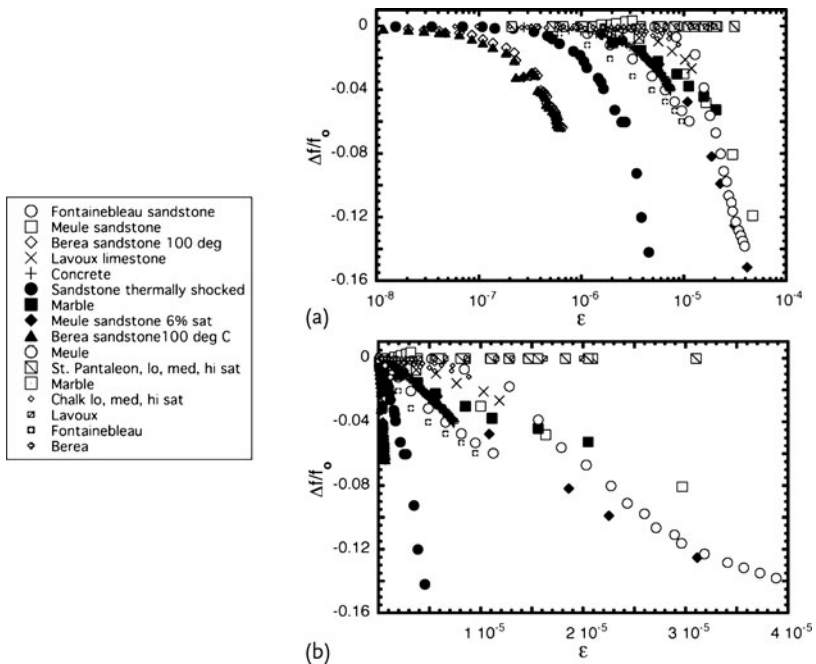 0
-0.04
-0.08
-0.12
-0.16
Δf/fo
10-8
10-7
10-6
10-5
10-4
ε
(a)
Fontainebleau sandstone
Meule sandstone
Berea sandstone 100 deg
Lavoux limestone
Concrete
Sandstone thermally shocked
Marble
Meule sandstone 6% sat
Berea sandstone100 deg C
Meule
St. Pantaleon, lo, med, hi sat
Marble
Chalk lo, med, hi sat
Lavoux
Fontainebleau
Berea
0
-0.04
-0.08
-0.12
-0.16
Δf/fo
1 10-5
2 10-5
3 10-5
4 10-5
ε
(b)